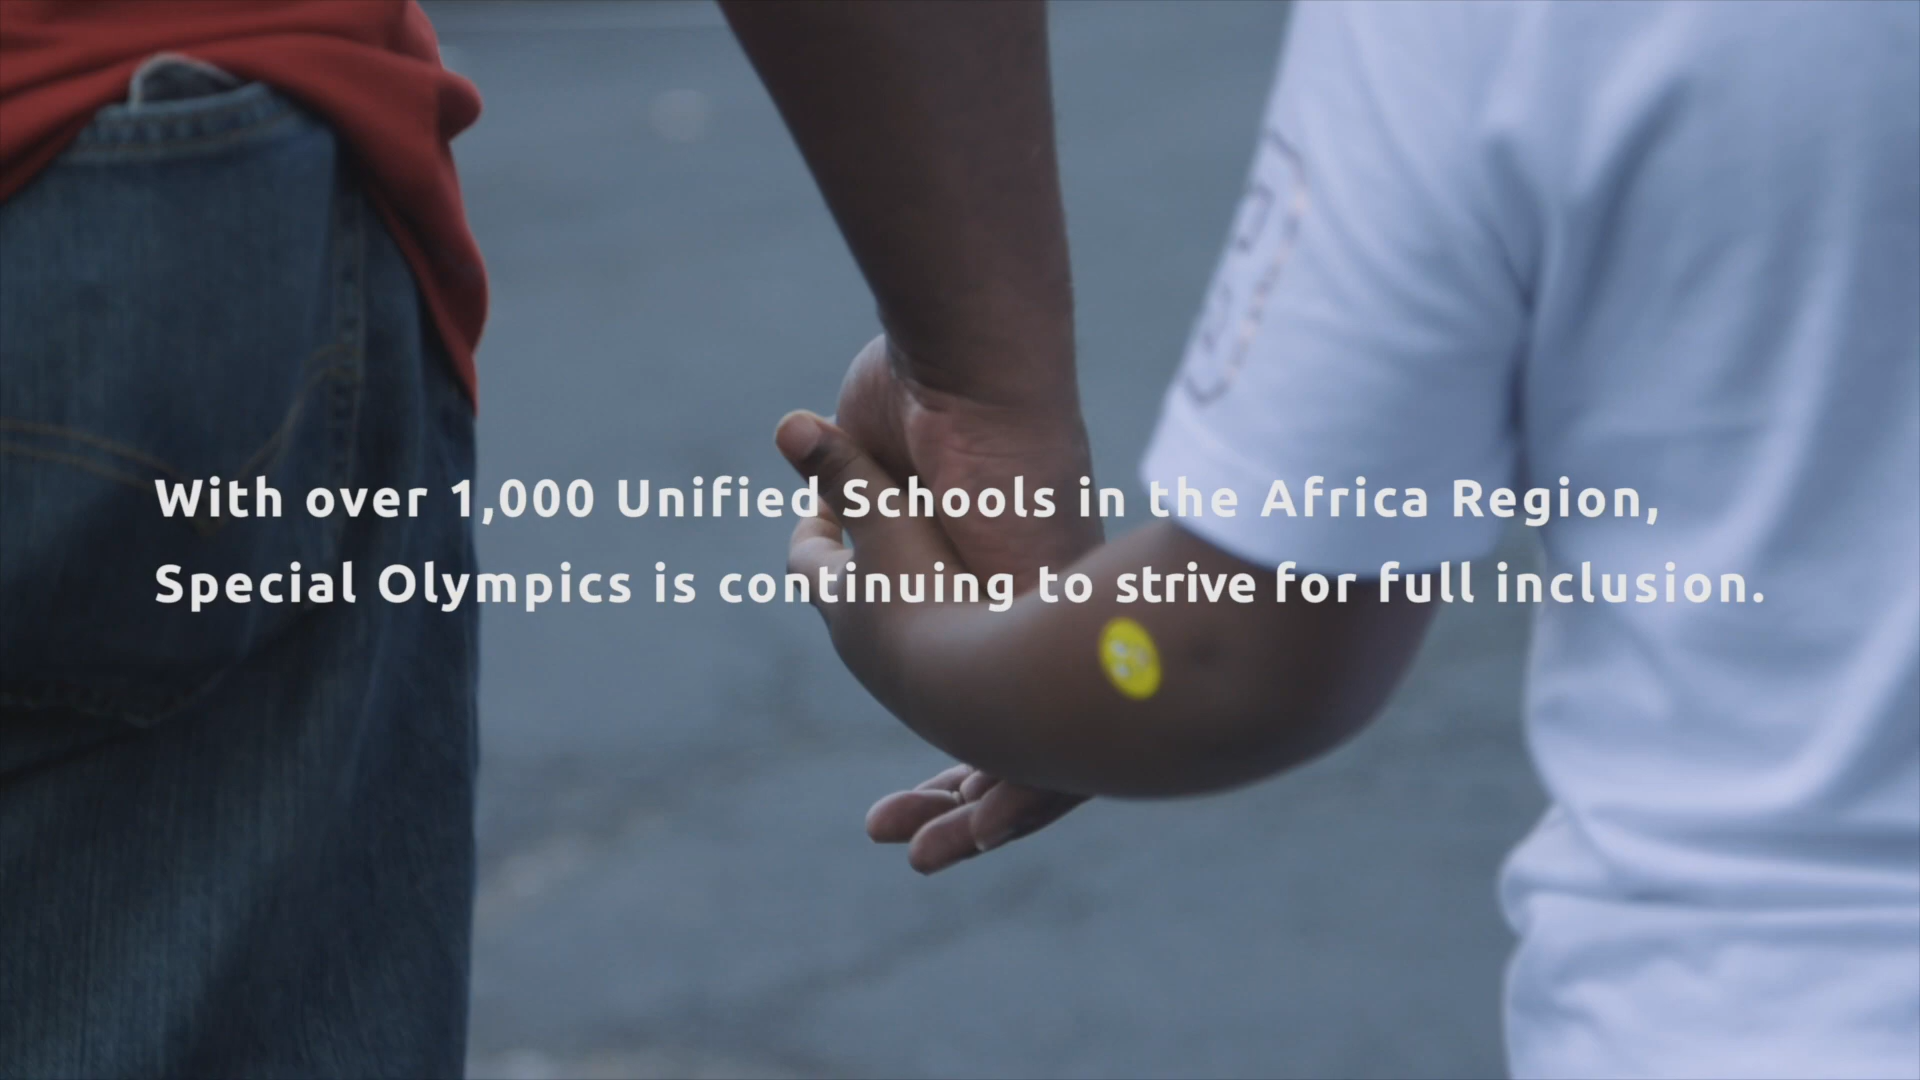 With over 1,000 Unified Schools in the Africa Region,
Special Olympics is continuing to strive for full inclusion.